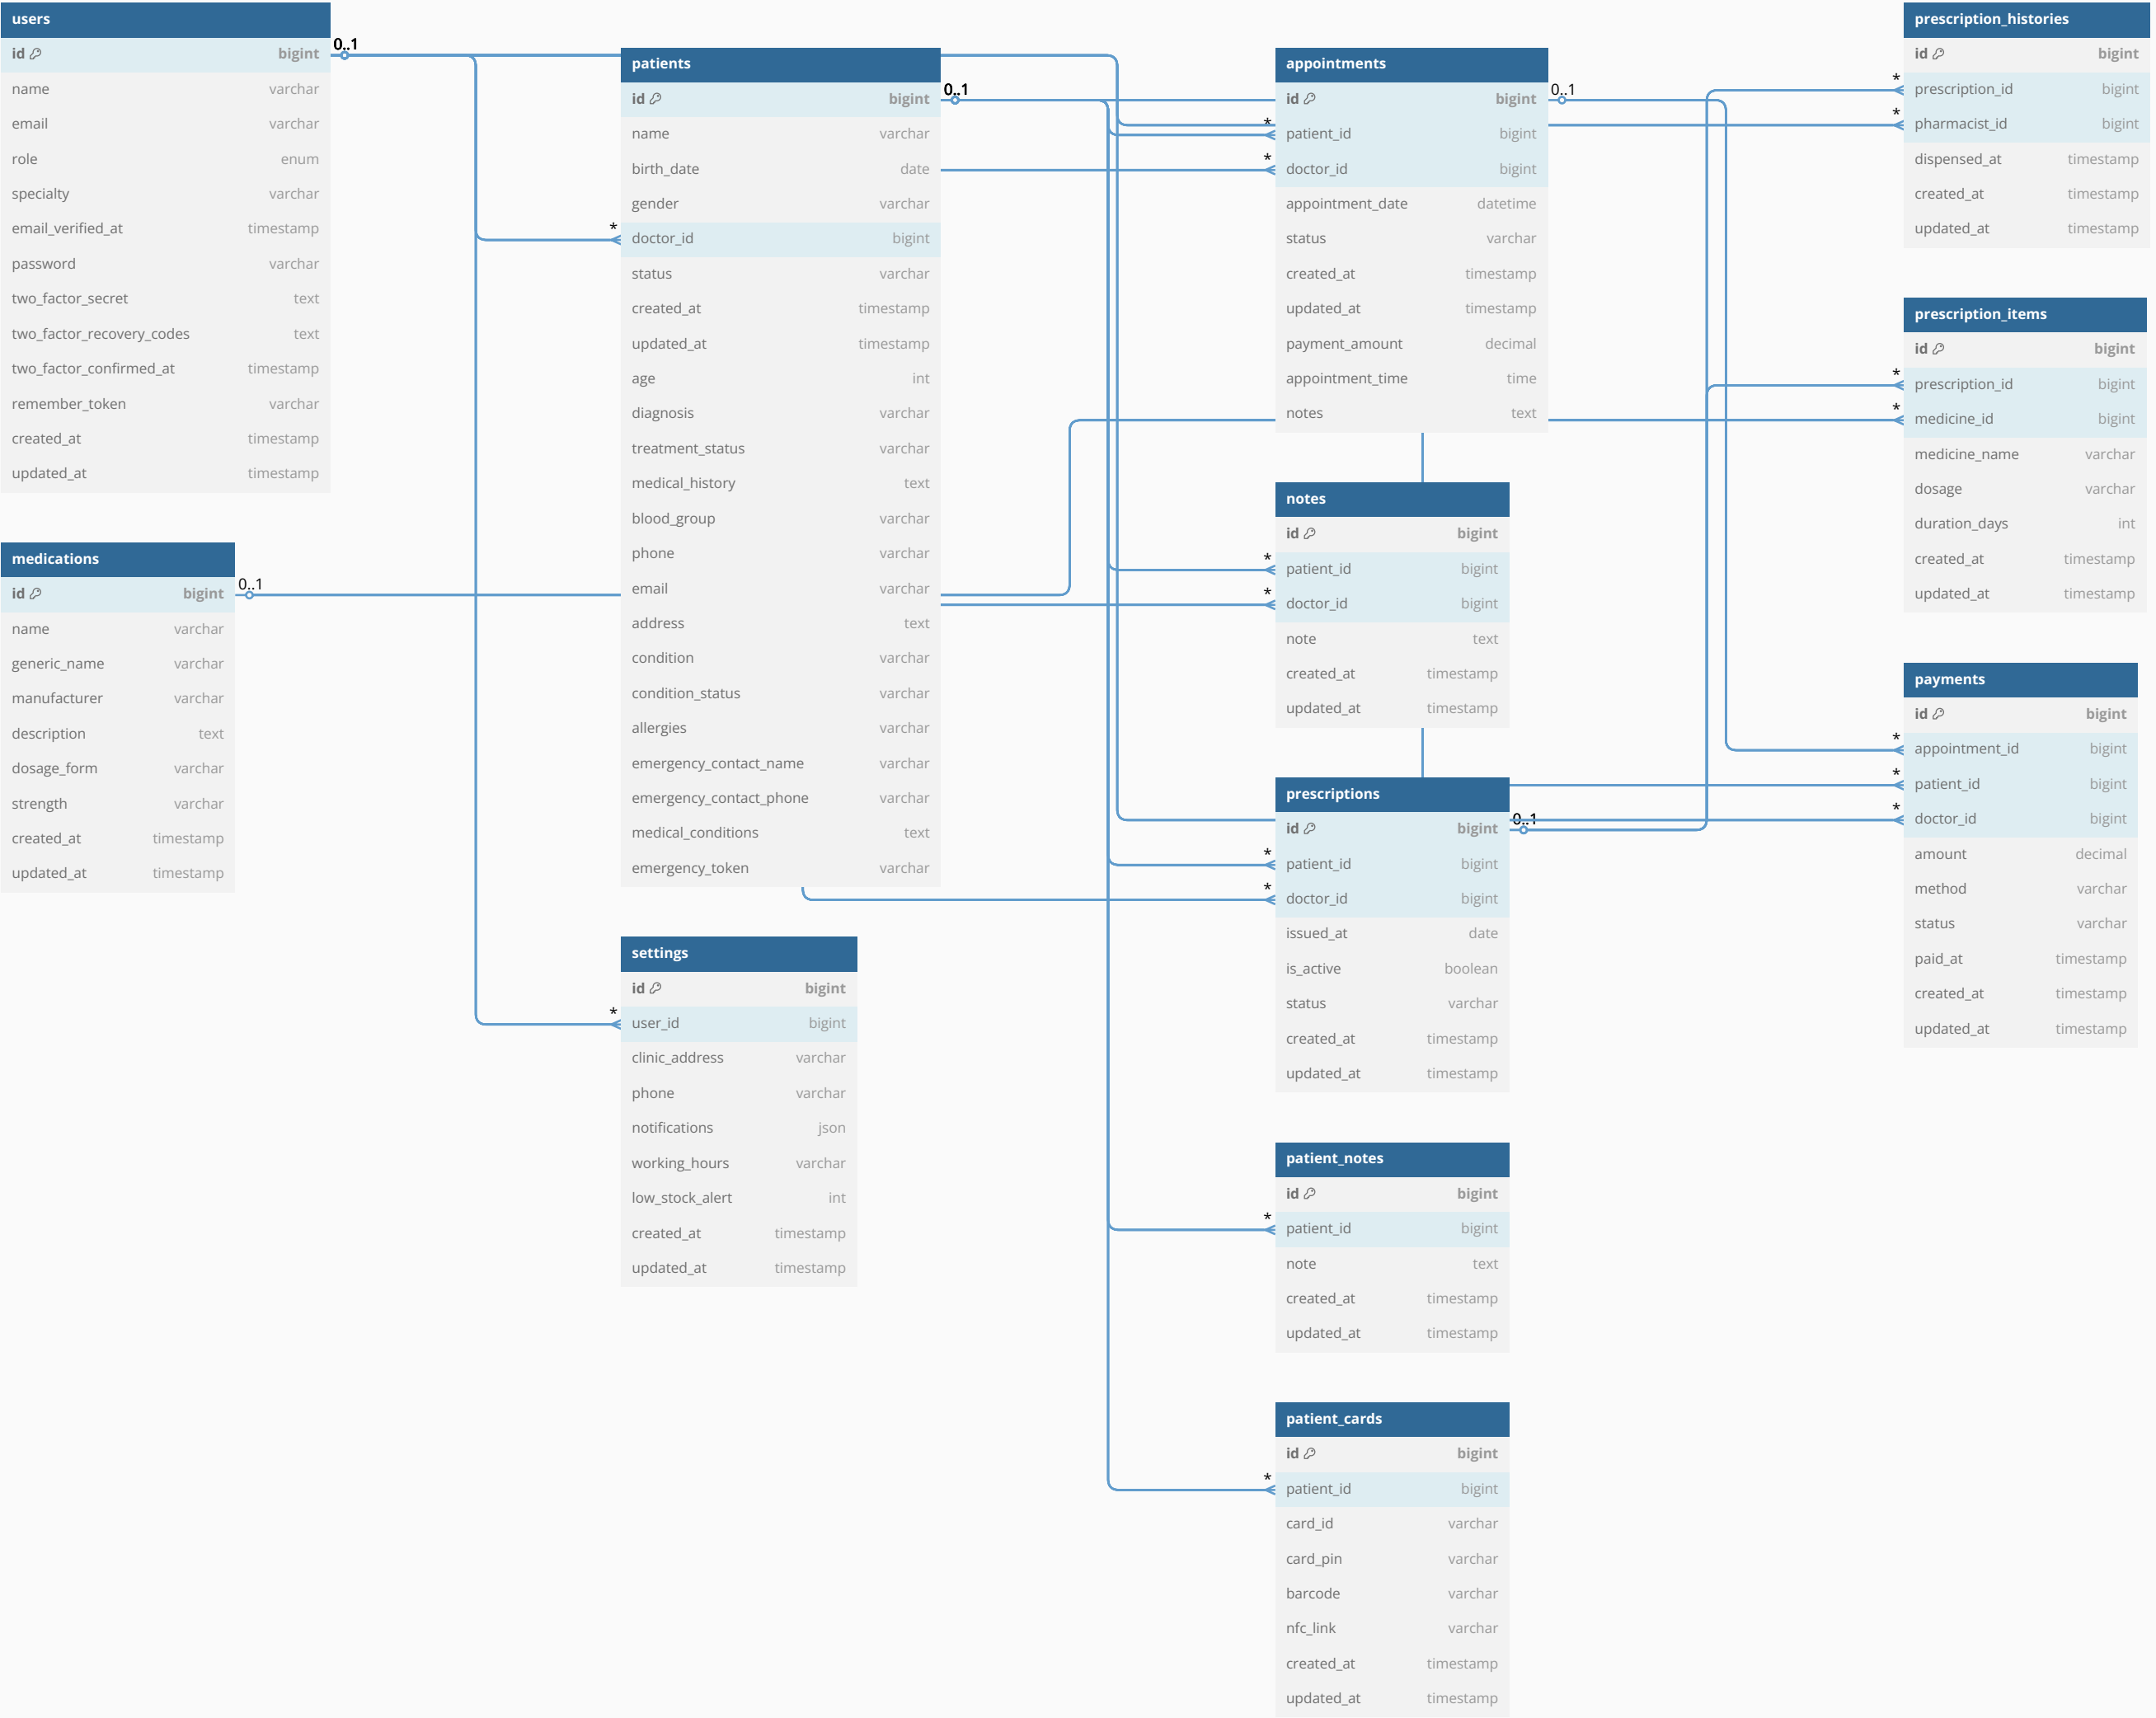 users
id bigint
name varchar
email varchar
role enum
specialty varchar
email_verified_at timestamp
password varchar
two_factor_secret text
two_factor_recovery_codes text
two_factor_confirmed_at timestamp
remember_token varchar
created_at timestamp
updated_at timestamp
0..1
medications
id bigint
name varchar
generic_name varchar
manufacturer varchar
description text
dosage_form varchar
strength varchar
created_at timestamp
updated_at timestamp
0..1
patients
id bigint
name varchar
birth_date date
gender varchar
* doctor_id bigint
status varchar
created_at timestamp
updated_at timestamp
age int
diagnosis varchar
treatment_status varchar
medical_history text
blood_group varchar
phone varchar
email varchar
address text
condition varchar
condition_status varchar
allergies varchar
emergency_contact_name varchar
emergency_contact_phone varchar
medical_conditions text
emergency_token varchar
0..1
settings
id bigint
* user_id bigint
clinic_address varchar
phone varchar
notifications json
working_hours varchar
low_stock_alert int
created_at timestamp
updated_at timestamp
appointments
id bigint
* patient_id bigint
* doctor_id bigint
appointment_date datetime
status varchar
created_at timestamp
updated_at timestamp
payment_amount decimal
appointment_time time
notes text
0..1
notes
id bigint
* patient_id bigint
* doctor_id bigint
note text
created_at timestamp
updated_at timestamp
prescriptions
id bigint
* patient_id bigint
* doctor_id bigint
issued_at date
is_active boolean
status varchar
created_at timestamp
updated_at timestamp
0..1
patient_notes
id bigint
* patient_id bigint
note text
created_at timestamp
updated_at timestamp
patient_cards
id bigint
* patient_id bigint
card_id varchar
card_pin varchar
barcode varchar
nfc_link varchar
created_at timestamp
updated_at timestamp
prescription_histories
id bigint
* prescription_id bigint
* pharmacist_id bigint
dispensed_at timestamp
created_at timestamp
updated_at timestamp
prescription_items
id bigint
* prescription_id bigint
* medicine_id bigint
medicine_name varchar
dosage varchar
duration_days int
created_at timestamp
updated_at timestamp
payments
id bigint
* appointment_id bigint
* patient_id bigint
* doctor_id bigint
amount decimal
method varchar
status varchar
paid_at timestamp
created_at timestamp
updated_at timestamp